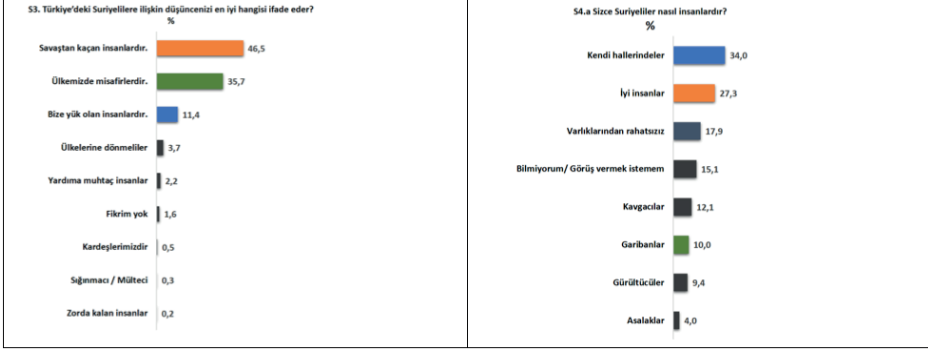 S3. Türkiye'deki Suriyelilere ilişkin düşüncenizi en iyi hangisi ifade eder?
%
Savaştan kaçan insanlardır. 46,5
Ülkemizde misafirlerdir. 35,7
Bize yük olan insanlardır. 11,4
Ülkelerine dönmeliler 3,7
Yardıma muhtaç insanlar 2,2
Fikrim yok 1,6
Kardeşlerimizdir 0,5
Sığınmacı / Mülteci 0,3
Zorda kalan insanlar 0,2
S4.a Sizce Suriyeliler nasıl insanlardır?
%
Kendi hallerindeler 34,0
İyi insanlar 27,3
Varlıklarından rahatsızız 17,9
Bilmiyorum/ Görüş vermek istemem 15,1
Kavgacılar 12,1
Garibanlar 10,0
Gürültücüler 9,4
Asalaklar 4,0